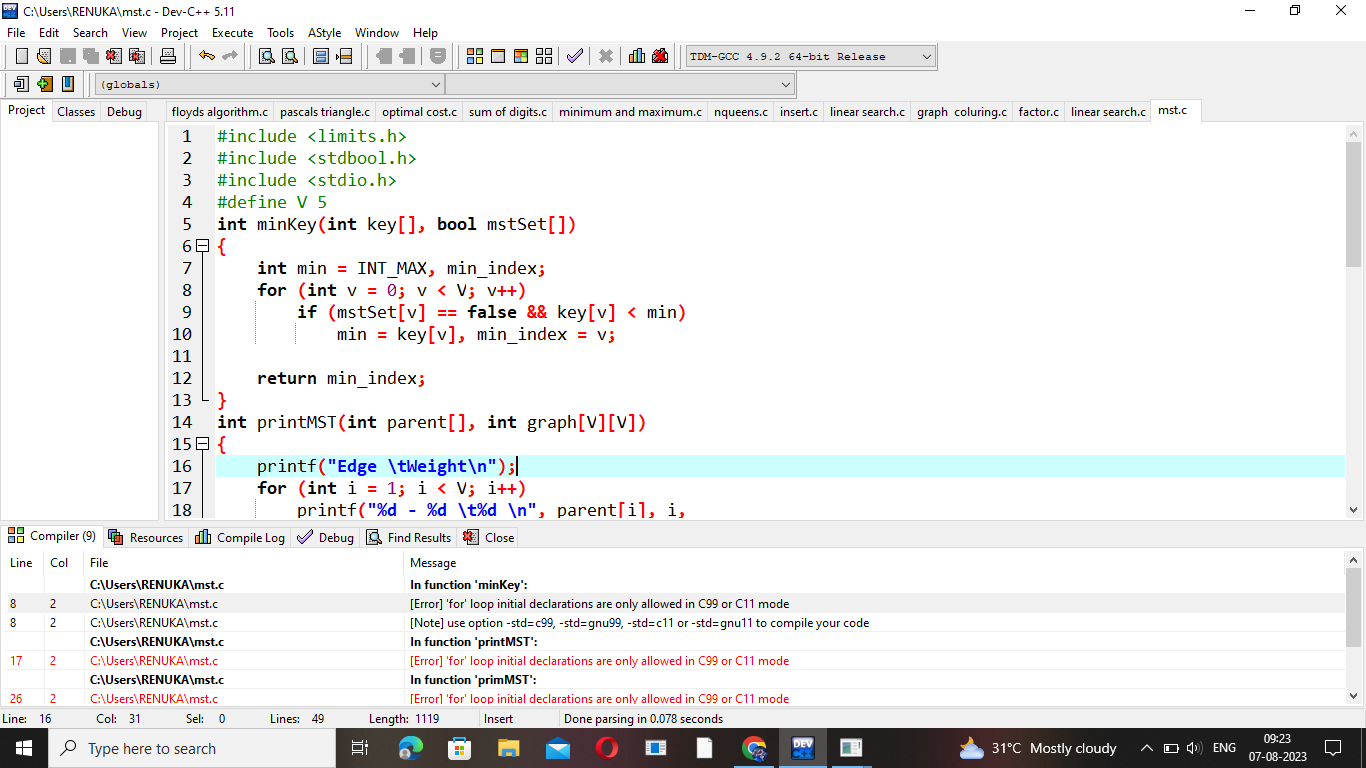 C:\Users\RENUKA\mst.c - Dev-C++ 5.11
File Edit Search View Project Execute Tools AStyle Window Help
TDM-GCC 4.9.2 64-bit Release
(globals)
Project Classes Debug
floyds algorithm.c pascals triangle.c optimal cost.c sum of digits.c minimum and maximum.c nqueens.c insert.c linear search.c graph coluring.c factor.c linear search.c mst.c
1 #include <limits.h>
2 #include <stdbool.h>
3 #include <stdio.h>
4 #define V 5
5 int minKey(int key[], bool mstSet[])
6 {
7 int min = INT_MAX, min_index;
8 for (int v = 0; v < V; v++)
9 if (mstSet[v] == false && key[v] < min)
10 min = key[v], min_index = v;
11
12 return min_index;
13 }
14 int printMST(int parent[], int graph[V][V])
15 {
16 printf("Edge \tWeight\n");
17 for (int i = 1; i < V; i++)
18 printf("%d - %d \t%d \n", parent[i], i,
Compiler (9) Resources Compile Log Debug Find Results Close
Line Col File Message
C:\Users\RENUKA\mst.c In function 'minKey':
8 2 C:\Users\RENUKA\mst.c [Error] 'for' loop initial declarations are only allowed in C99 or C11 mode
8 2 C:\Users\RENUKA\mst.c [Note] use option -std=c99, -std=gnu99, -std=c11 or -std=gnu11 to compile your code
C:\Users\RENUKA\mst.c In function 'printMST':
17 2 C:\Users\RENUKA\mst.c [Error] 'for' loop initial declarations are only allowed in C99 or C11 mode
C:\Users\RENUKA\mst.c In function 'primMST':
26 2 C:\Users\RENUKA\mst.c [Error] 'for' loop initial declarations are only allowed in C99 or C11 mode
Line: 16 Col: 31 Sel: 0 Lines: 49 Length: 1119 Insert Done parsing in 0.078 seconds
Type here to search
DEV
31°C Mostly cloudy
ENG
09:23
07-08-2023